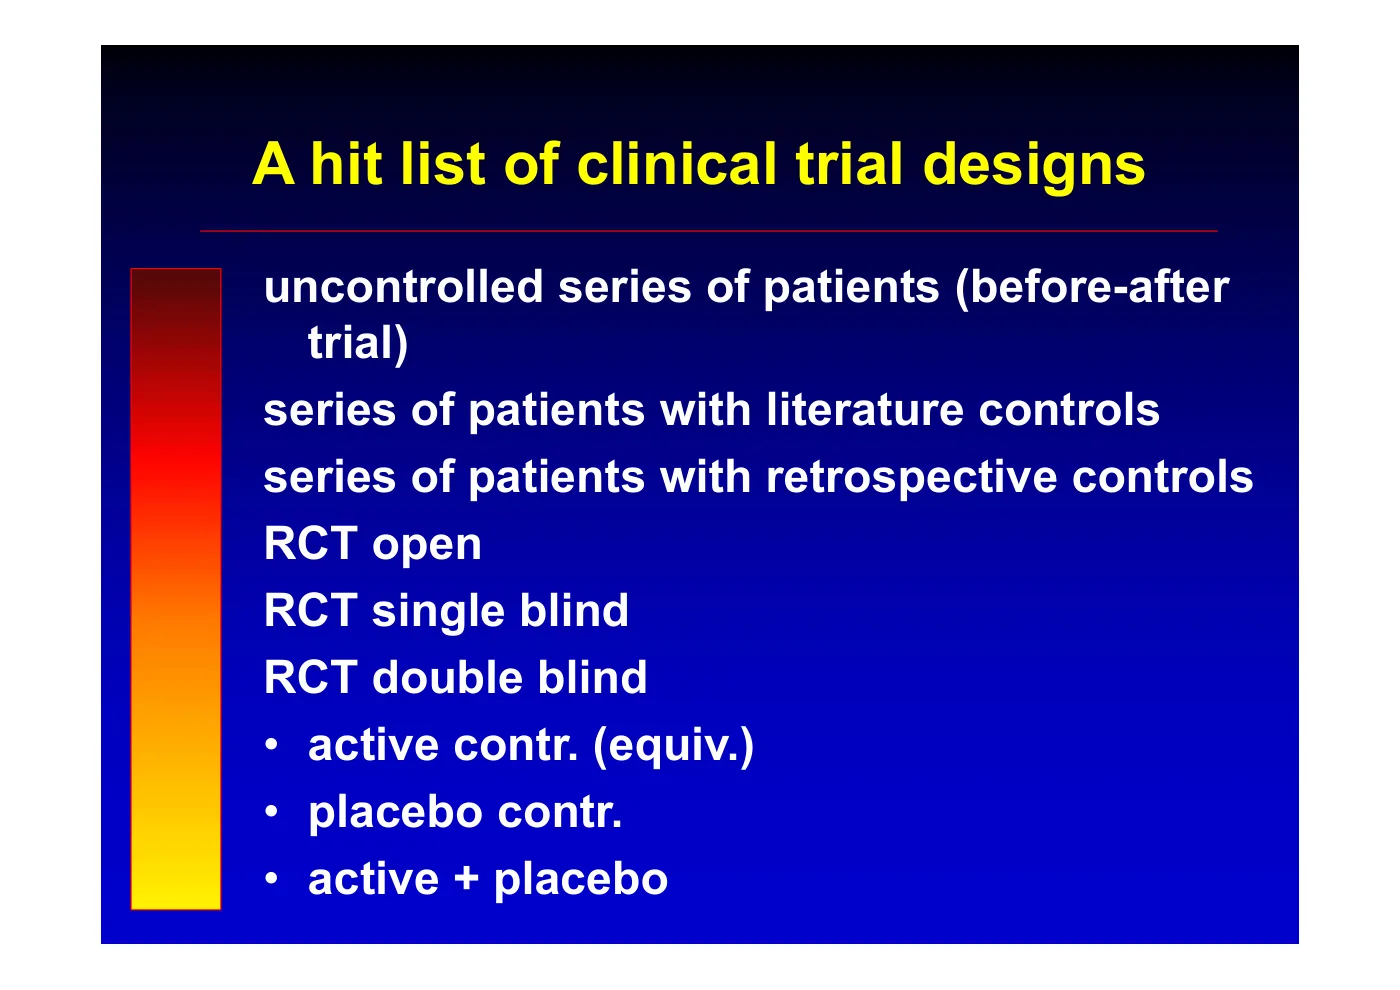 A hit list of clinical trial designs
uncontrolled series of patients (before-after
trial)
series of patients with literature controls
series of patients with retrospective controls
RCT open
RCT single blind
RCT double blind
• active contr. (equiv.)
• placebo contr.
• active + placebo